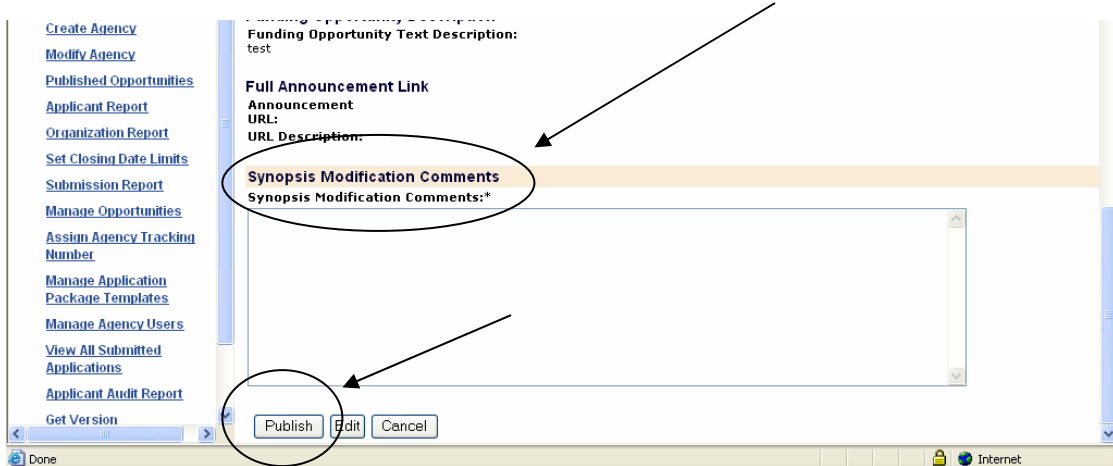 Create Agency
Modify Agency
Published Opportunities
Applicant Report
Organization Report
Set Closing Date Limits
Submission Report
Manage Opportunities
Assign Agency Tracking
Number
Manage Application
Package Templates
Manage Agency Users
View All Submitted
Applications
Applicant Audit Report
Get Version
Funding Opportunity Description
Funding Opportunity Text Description:
test
Full Announcement Link
Announcement
URL:
URL Description:
Synopsis Modification Comments
Synopsis Modification Comments:*
Publish Edit Cancel
Done Internet